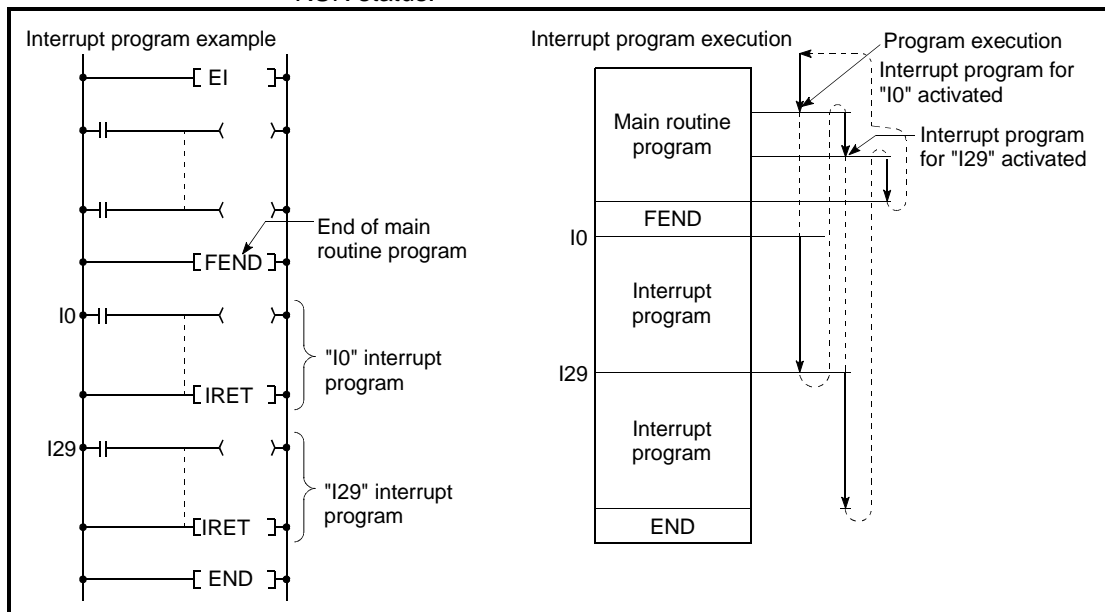 Interrupt program example
EI
End of main
routine program
FEND
I0
"I0" interrupt
program
IRET
I29
"I29" interrupt
program
IRET
END
Interrupt program execution
Program execution
Interrupt program for
"I0" activated
Main routine
program
Interrupt program
for "I29" activated
FEND
I0
Interrupt
program
I29
Interrupt
program
END